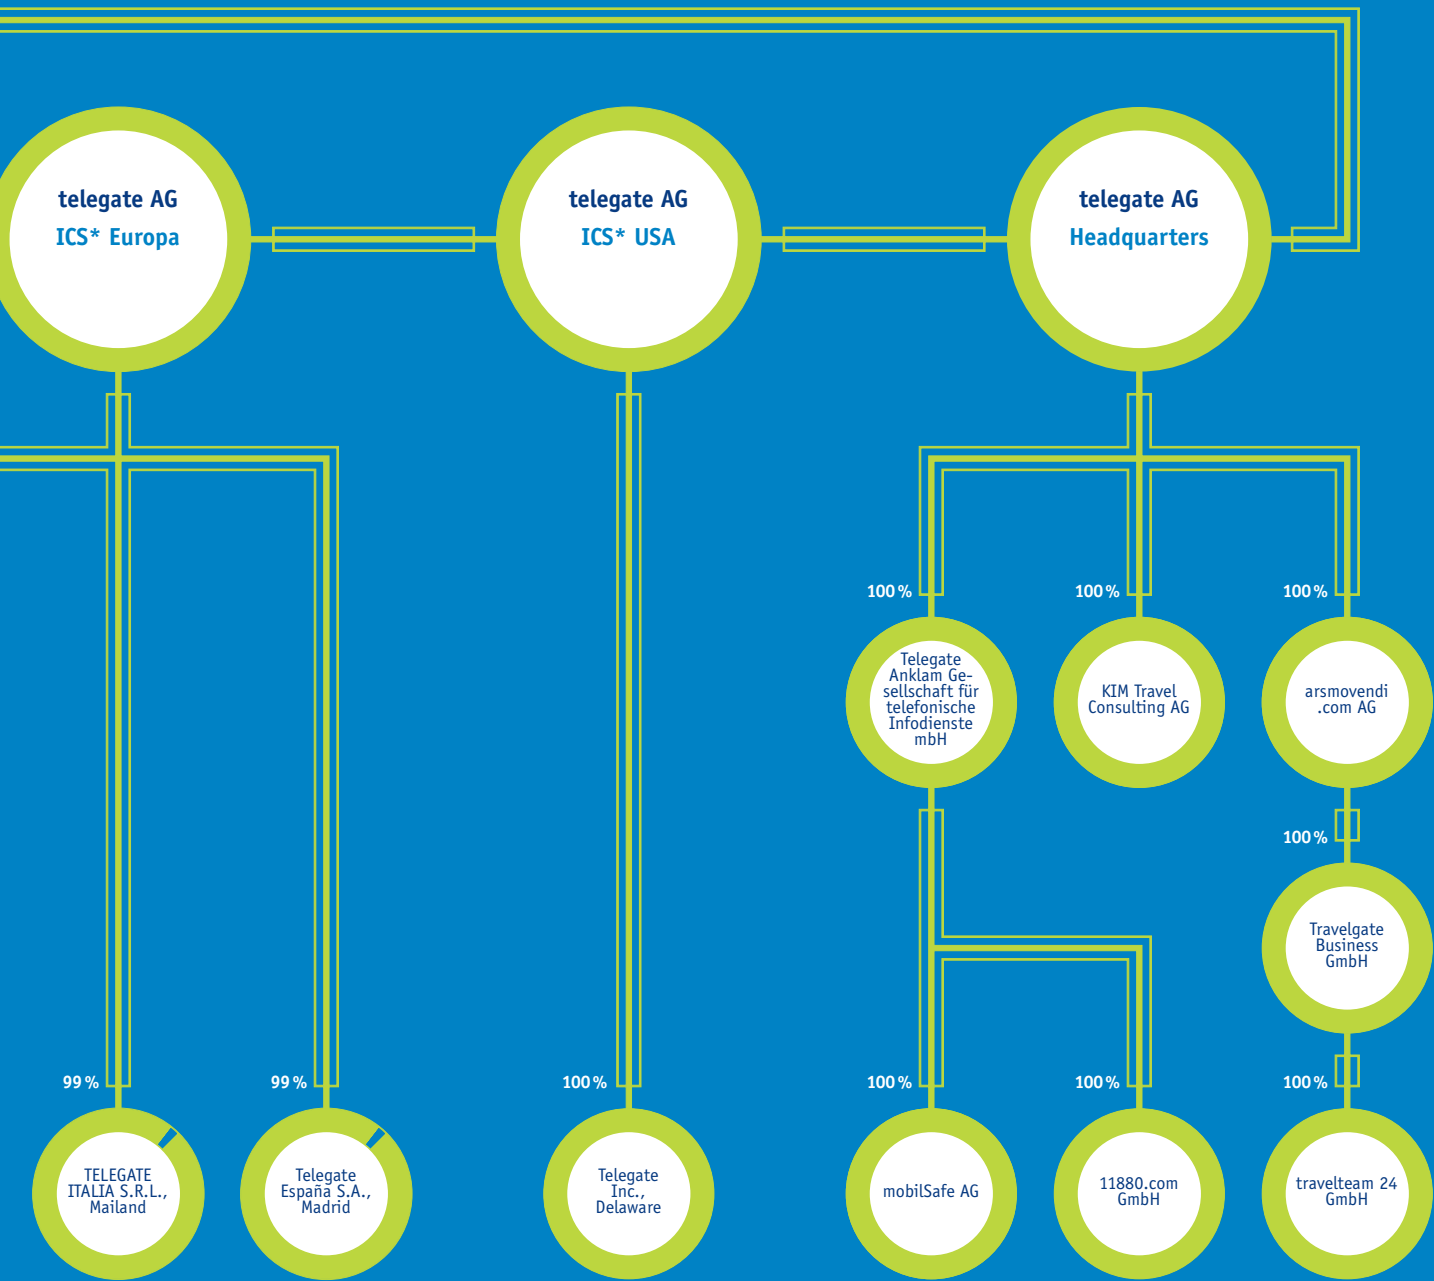 telegate AG
ICS* Europa
telegate AG
ICS* USA
telegate AG
Headquarters
100 %
100 %
100 %
Telegate
Anklam Ge-
sellschaft für
telefonische
Infodienste
mbH
KIM Travel
Consulting AG
arsmovendi
.com AG
100 %
Travelgate
Business
GmbH
99 %
99 %
100 %
100 %
100 %
100 %
TELEGATE
ITALIA S.R.L.,
Mailand
Telegate
España S.A.,
Madrid
Telegate
Inc.,
Delaware
mobilSafe AG
11880.com
GmbH
travelteam 24
GmbH